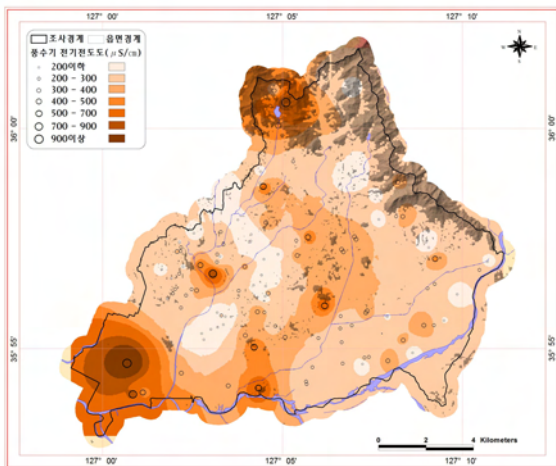 127° 00'
127° 05'
127° 10'
조사경계 읍면경계
풍수기 전기전도도(μS/cm)
200이하
200 - 300
300 - 400
400 - 500
500 - 700
700 - 900
900이상
N
W E
S
36° 00'
36° 00'
35° 55'
35° 55'
0 2 4 Kilometers
127° 00'
127° 05'
127° 10'